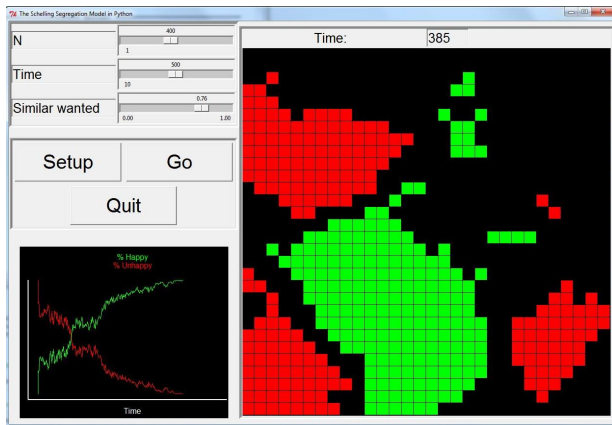 The Schelling Segregation Model in Python
N
400
1
Time
500
10
Similar wanted
0.76
0.00 1.00
Setup Go
Quit
Time: 385
% Happy
% Unhappy
Time